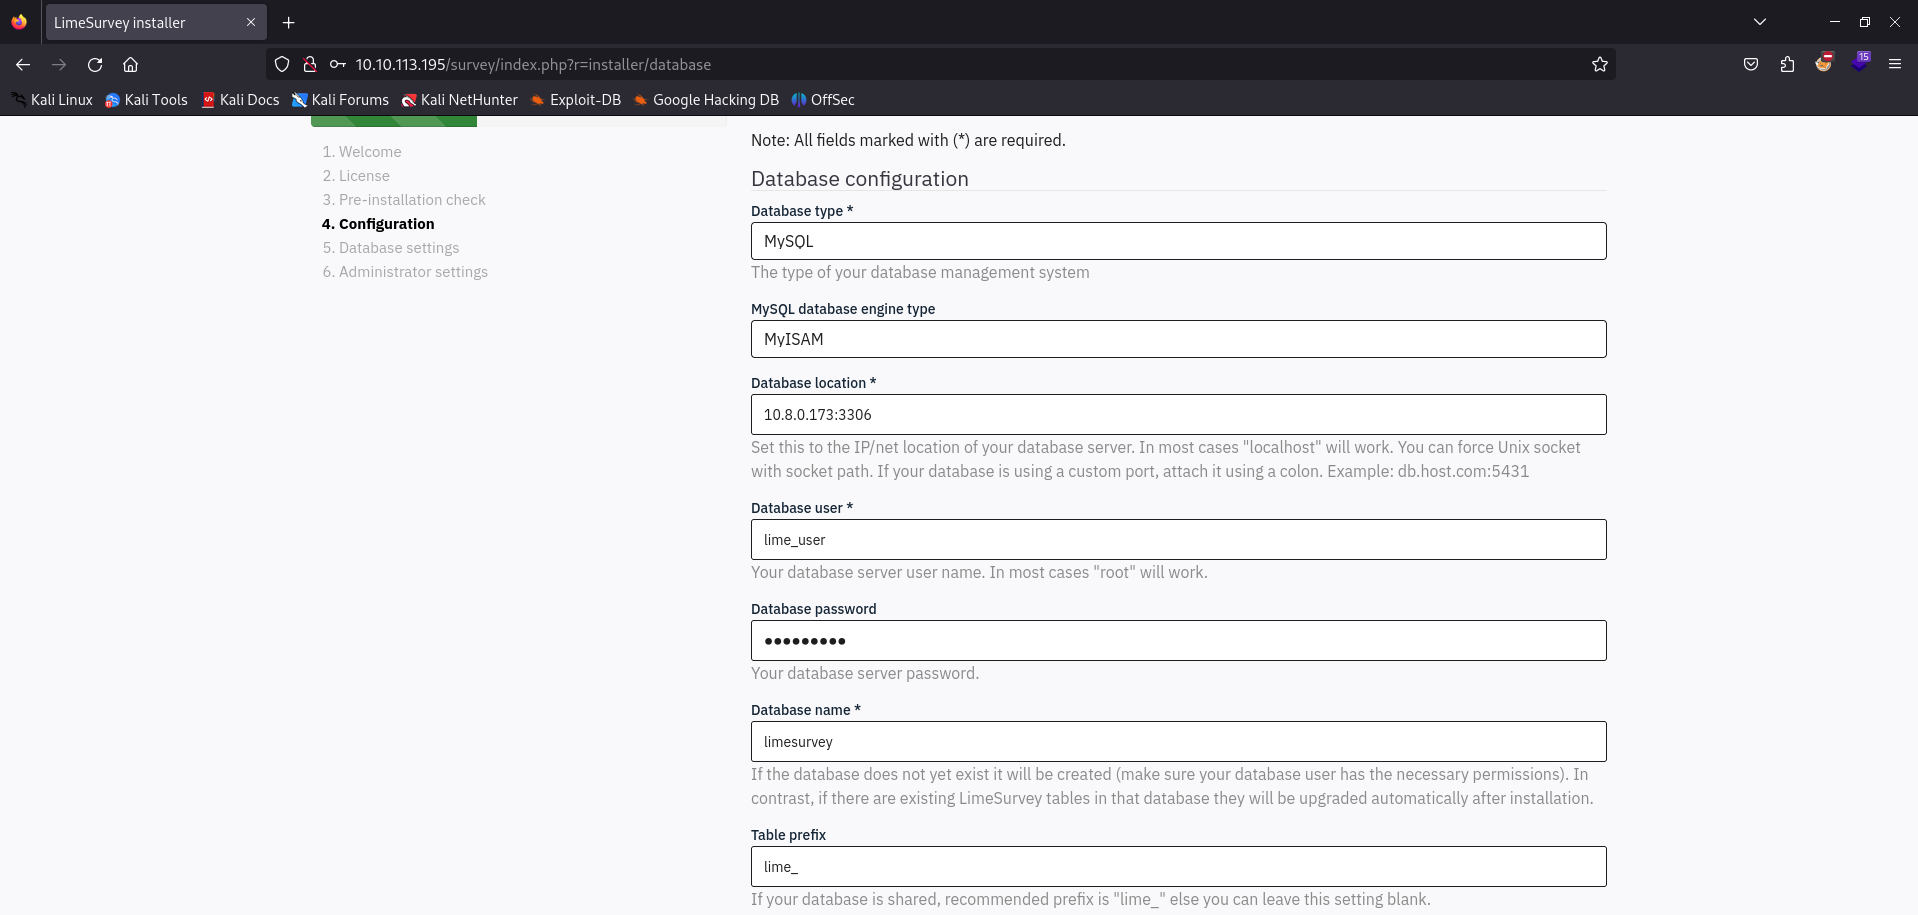 LimeSurvey installer
10.10.113.195/survey/index.php?r=installer/database
15
Kali Linux Kali Tools Kali Docs Kali Forums Kali NetHunter Exploit-DB Google Hacking DB OffSec
1. Welcome
2. License
3. Pre-installation check
4. Configuration
5. Database settings
6. Administrator settings
Note: All fields marked with (*) are required.
Database configuration
Database type *
MySQL
The type of your database management system
MySQL database engine type
MyISAM
Database location *
10.8.0.173:3306
Set this to the IP/net location of your database server. In most cases "localhost" will work. You can force Unix socket
with socket path. If your database is using a custom port, attach it using a colon. Example: db.host.com:5431
Database user *
lime_user
Your database server user name. In most cases "root" will work.
Database password
•••••••••
Your database server password.
Database name *
limesurvey
If the database does not yet exist it will be created (make sure your database user has the necessary permissions). In
contrast, if there are existing LimeSurvey tables in that database they will be upgraded automatically after installation.
Table prefix
lime_
If your database is shared, recommended prefix is "lime_" else you can leave this setting blank.